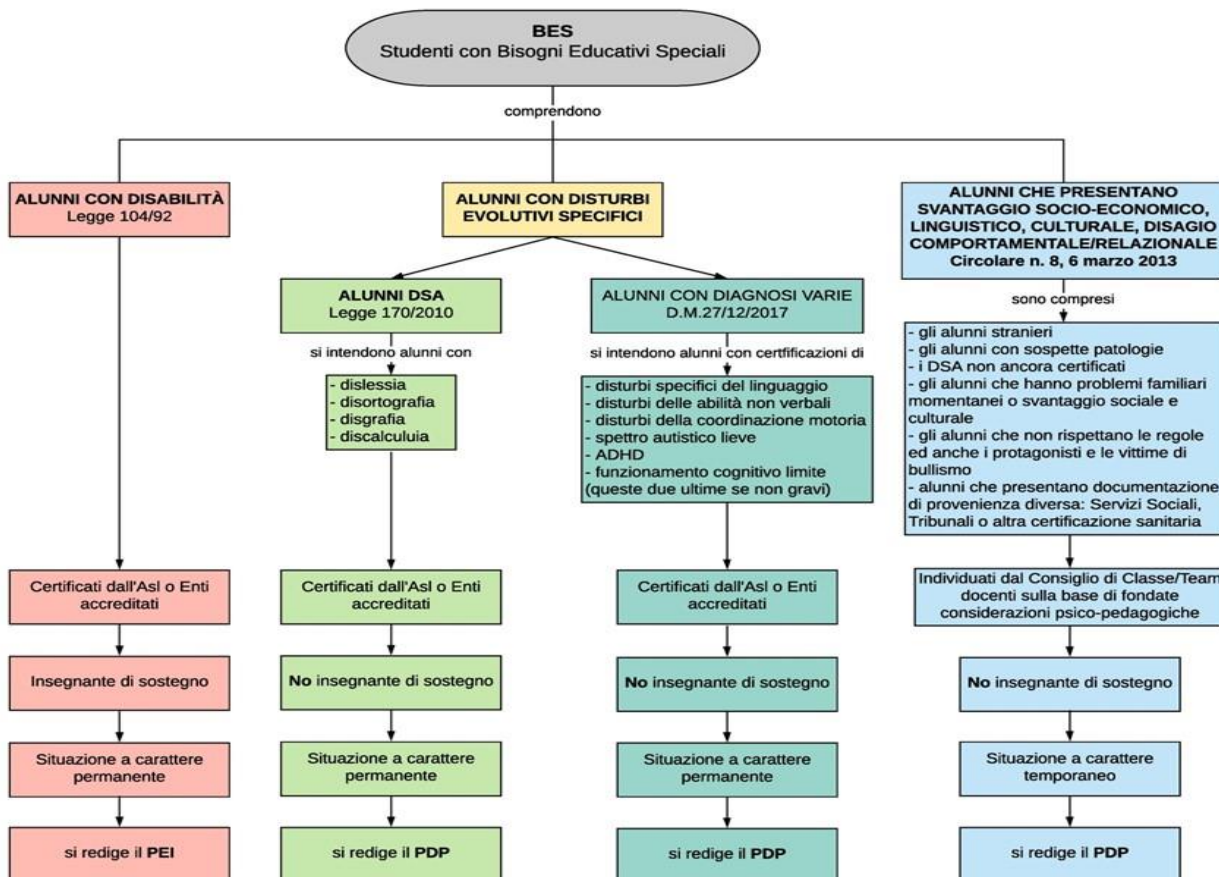 BES
Studenti con Bisogni Educativi Speciali
comprendono
ALUNNI CON DISABILITÀ
Legge 104/92
ALUNNI CON DISTURBI
EVOLUTIVI SPECIFICI
ALUNNI CHE PRESENTANO
SVANTAGGIO SOCIO-ECONOMICO,
LINGUISTICO, CULTURALE, DISAGIO
COMPORTAMENTALE/RELAZIONALE
Circolare n. 8, 6 marzo 2013
ALUNNI DSA
Legge 170/2010
ALUNNI CON DIAGNOSI VARIE
D.M.27/12/2017
sono compresi
si intendono alunni con
si intendono alunni con certfificazioni di
- dislessia
- disortografia
- disgrafia
- discalculuia
- disturbi specifici del linguaggio
- disturbi delle abilità non verbali
- disturbi della coordinazione motoria
- spettro autistico lieve
- ADHD
- funzionamento cognitivo limite
(queste due ultime se non gravi)
- gli alunni stranieri
- gli alunni con sospette patologie
- i DSA non ancora certificati
- gli alunni che hanno problemi familiari
momentanei o svantaggio sociale e
culturale
- gli alunni che non rispettano le regole
ed anche i protagonisti e le vittime di
bullismo
- alunni che presentano documentazione
di provenienza diversa: Servizi Sociali,
Tribunali o altra certificazione sanitaria
Certificati dall'Asl o Enti
accreditati
Certificati dall'Asl o Enti
accreditati
Certificati dall'Asl o Enti
accreditati
Individuati dal Consiglio di Classe/Team
docenti sulla base di fondate
considerazioni psico-pedagogiche
Insegnante di sostegno
No insegnante di sostegno
No insegnante di sostegno
No insegnante di sostegno
Situazione a carattere
permanente
Situazione a carattere
permanente
Situazione a carattere
permanente
Situazione a carattere
temporaneo
si redige il PEI
si redige il PDP
si redige il PDP
si redige il PDP